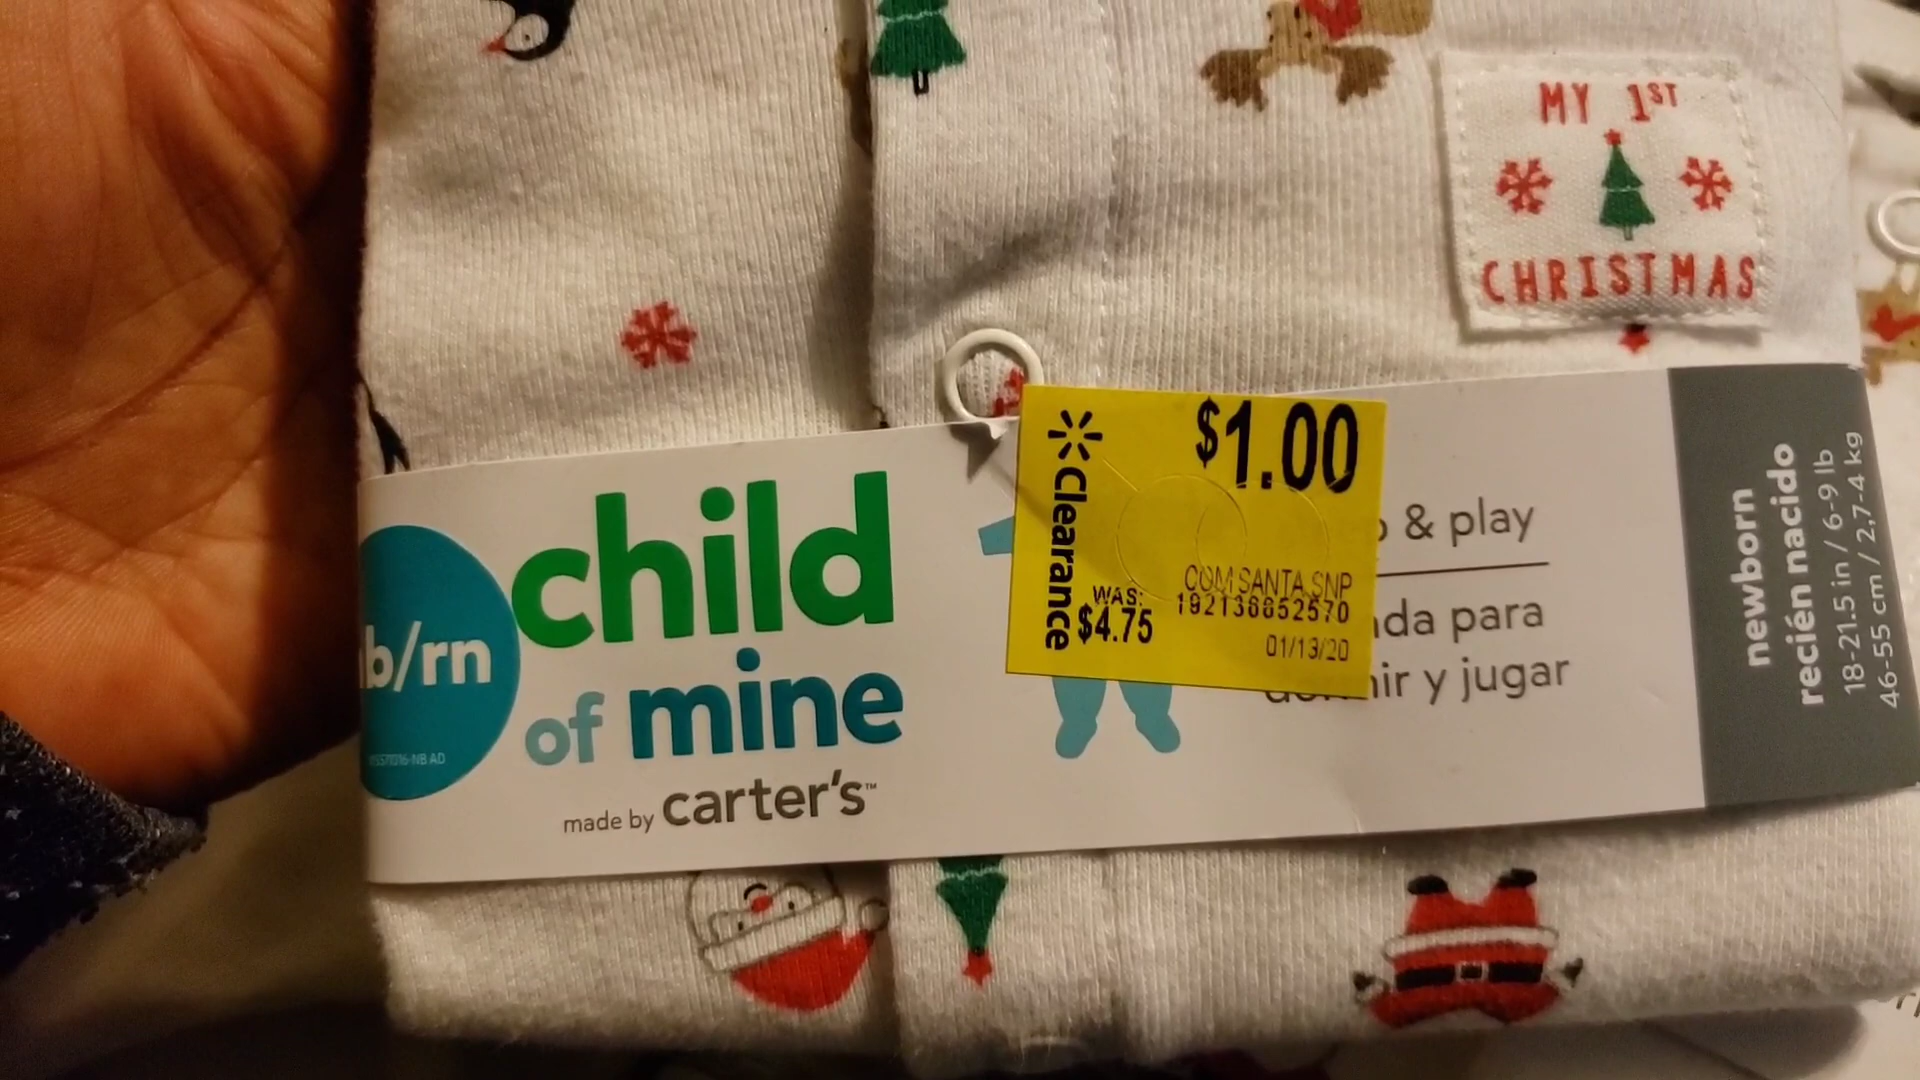 MY 1ST
CHRISTMAS
b/rn
child
of mine
made by carter's™
$1.00
Clearance
WAS:
$4.75
COM SANTA SNP
192136852570
01/13/20
& play
para
y jugar
newborn
recién nacido
18-21.5 in / 6-9 lb
46-55 cm / 2,7-4 kg